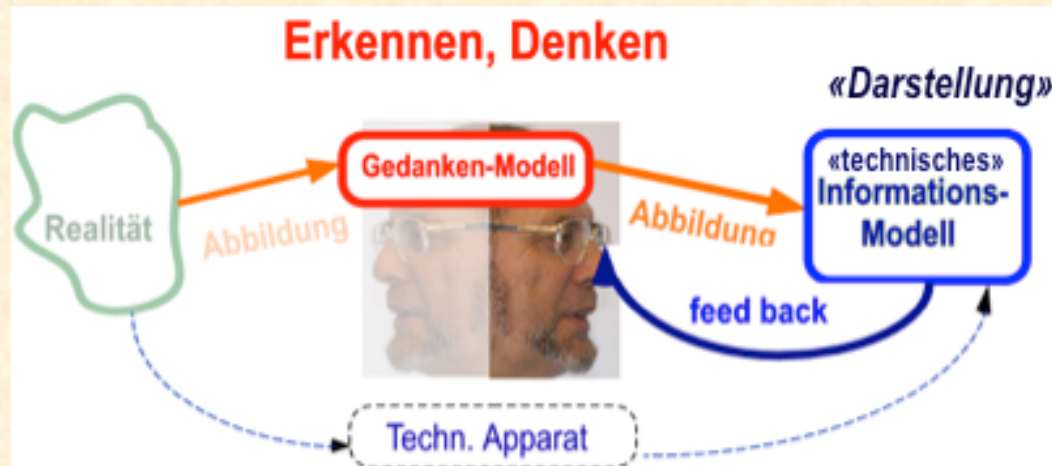 Erkennen, Denken
«Darstellung»
Gedanken-Modell
«technisches»
Informations-
Modell
Realität
Abbildung
Abbildung
feed back
Techn. Apparat